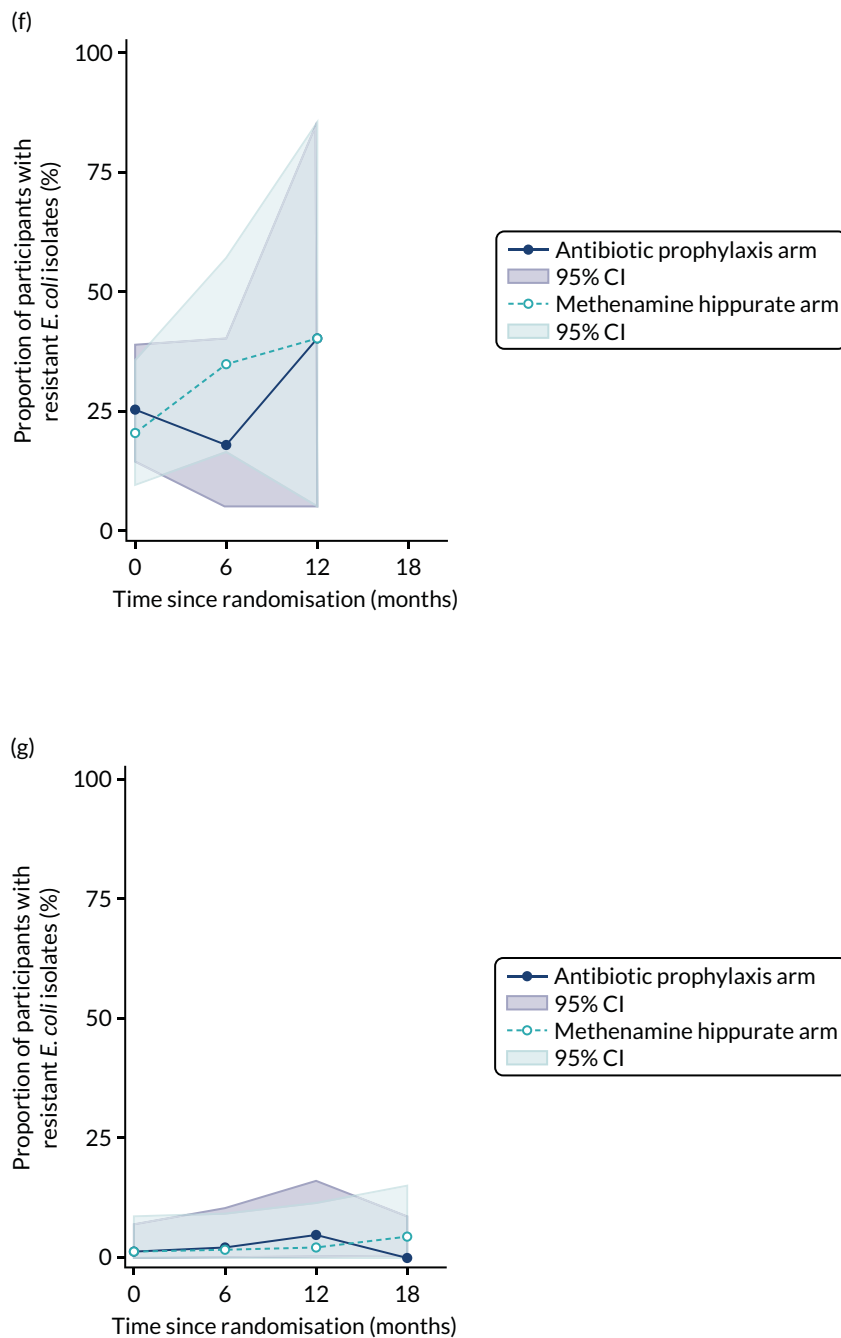 (f)
100
75
50
25
0
Proportion of participants with
resistant E. coli isolates (%)
0 6 12 18
Time since randomisation (months)
Antibiotic prophylaxis arm
95% CI
Methenamine hippurate arm
95% CI
(g)
100
75
50
25
0
Proportion of participants with
resistant E. coli isolates (%)
0 6 12 18
Time since randomisation (months)
Antibiotic prophylaxis arm
95% CI
Methenamine hippurate arm
95% CI